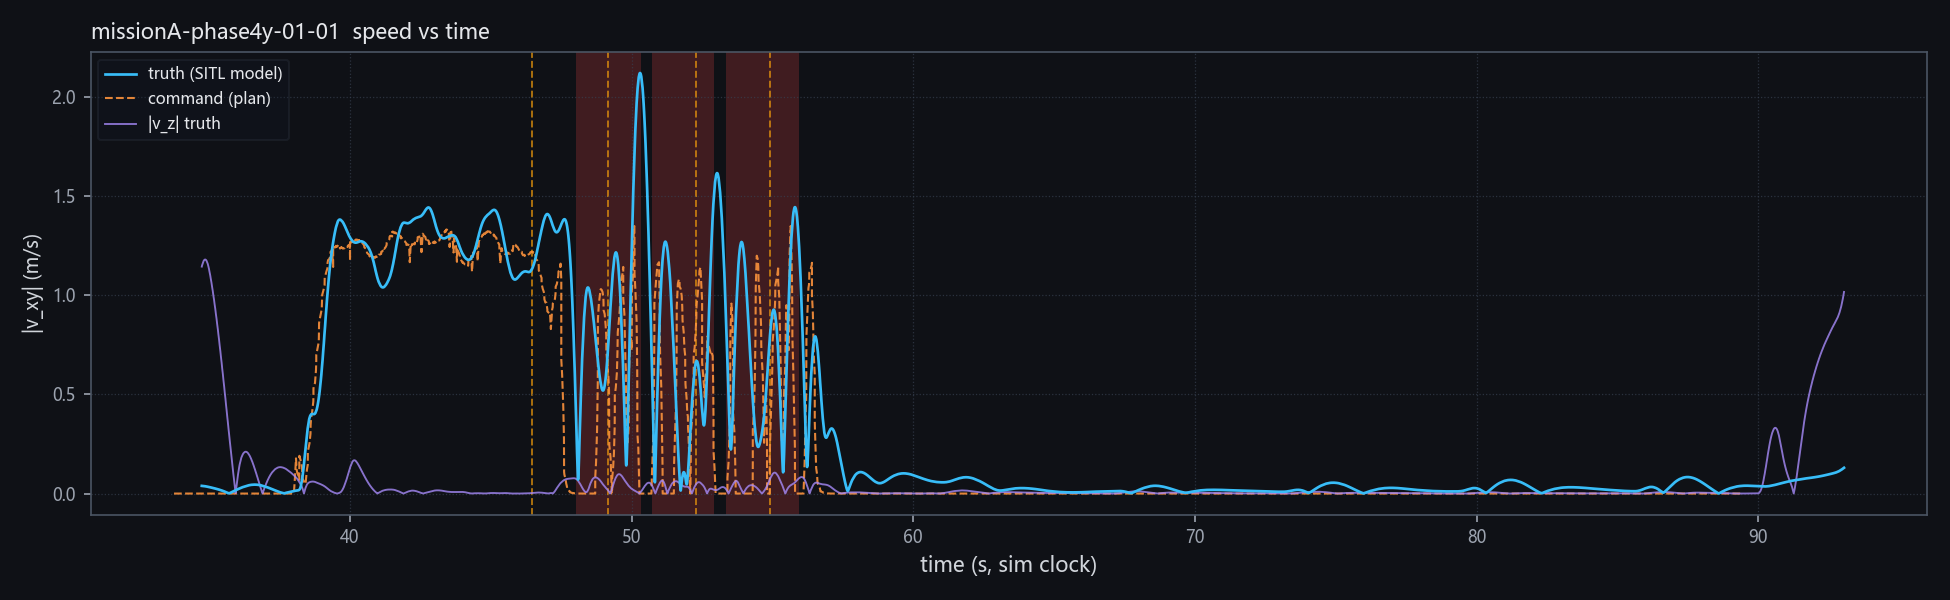 missionA-phase4y-01-01 speed vs time
truth (SITL model)
command (plan)
|v_z| truth
|v_xy| (m/s)
2.0
1.5
1.0
0.5
0.0
40
50
60
70
80
90
time (s, sim clock)